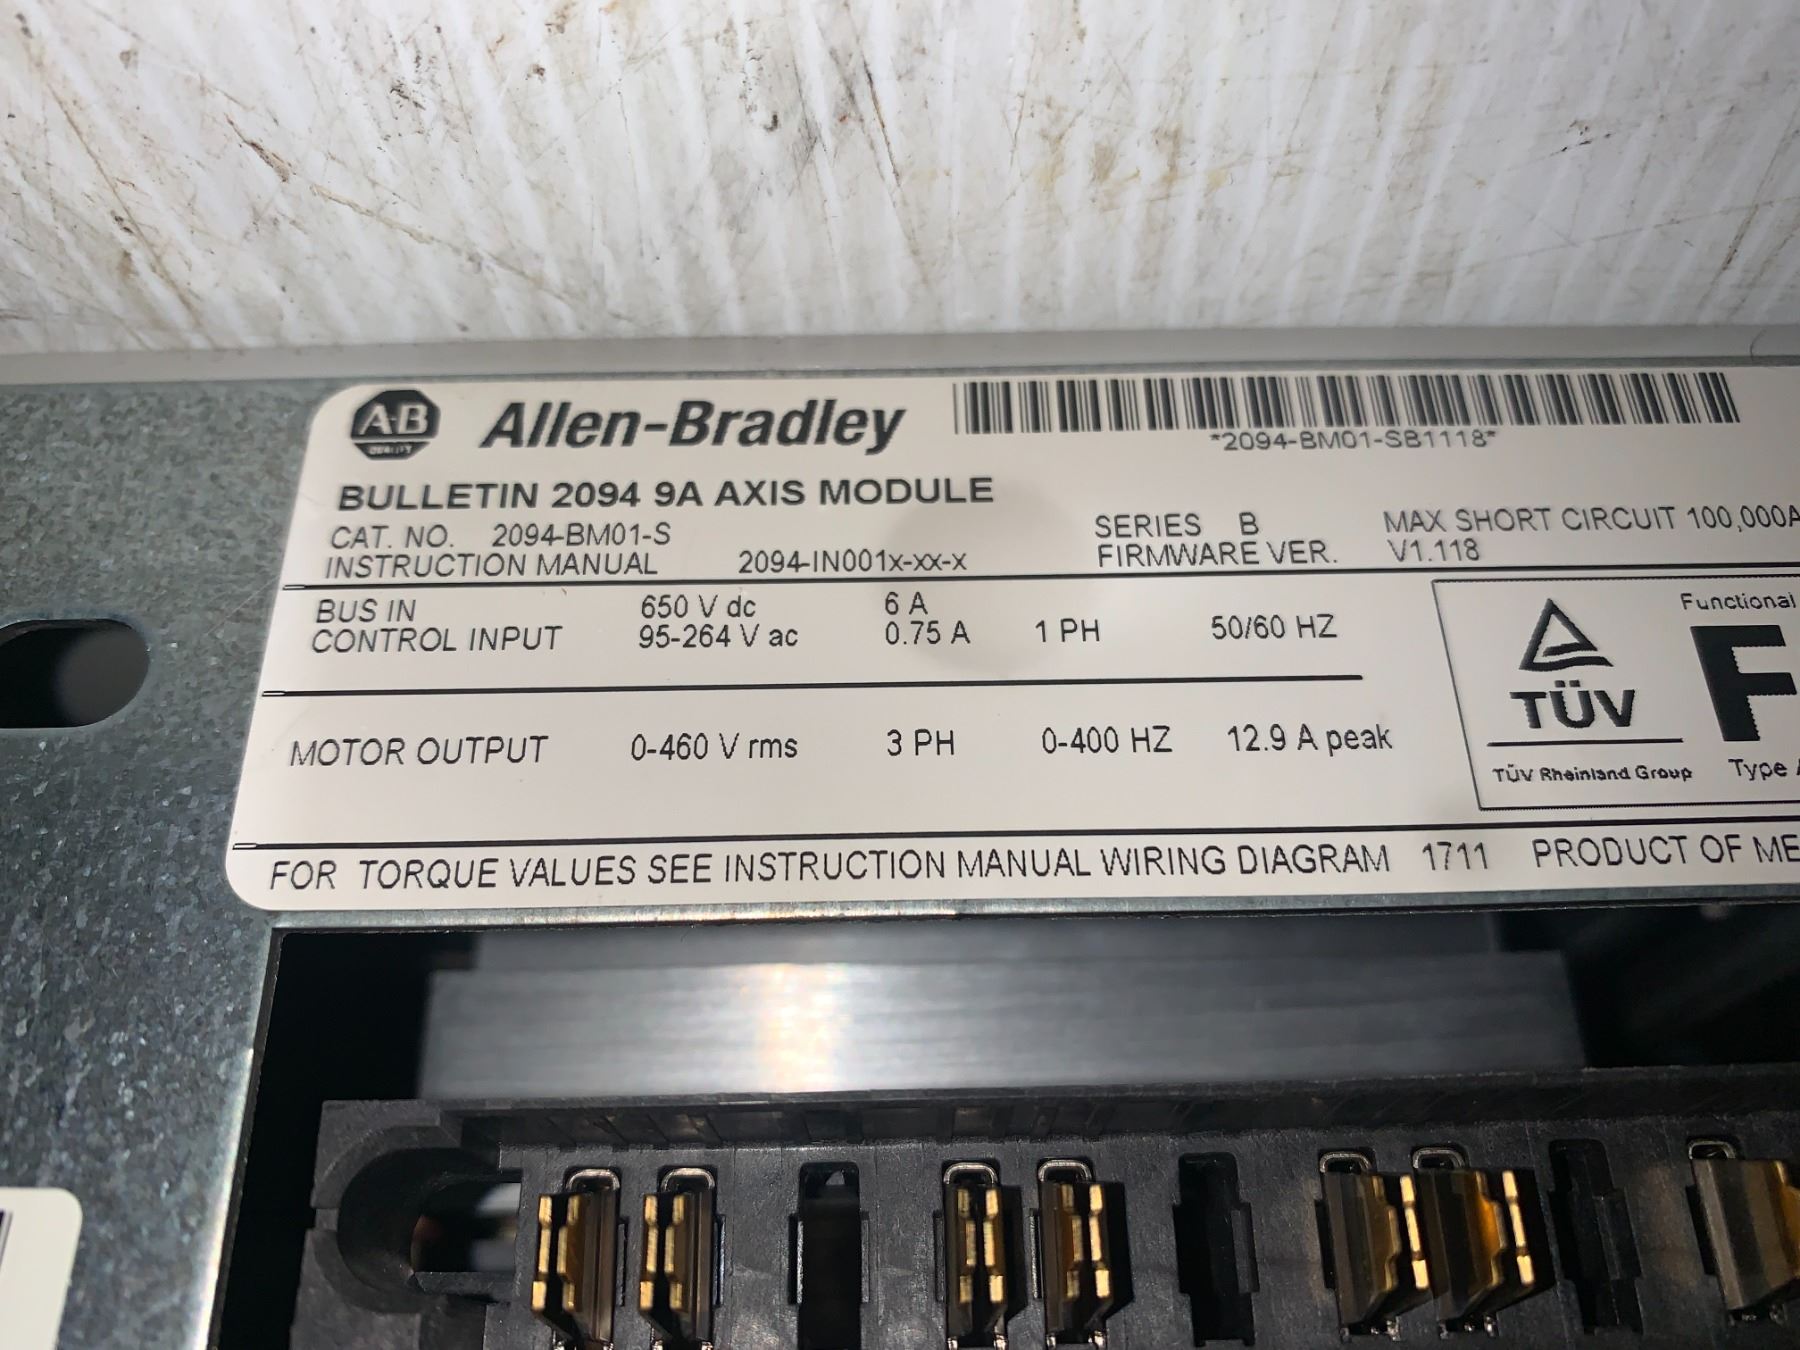 A-B Allen-Bradley
QUALITY
*2094-BM01-SB1118*
BULLETIN 2094 9A AXIS MODULE
CAT. NO. 2094-BM01-S SERIES B MAX SHORT CIRCUIT 100,000A
INSTRUCTION MANUAL 2094-IN001x-xx-x FIRMWARE VER. V1.118
BUS IN 650 V dc 6 A
CONTROL INPUT 95-264 V ac 0.75 A 1 PH 50/60 HZ
MOTOR OUTPUT 0-460 V rms 3 PH 0-400 HZ 12.9 A peak
Functional
F
TÜV
TÜV Rheinland Group Type
FOR TORQUE VALUES SEE INSTRUCTION MANUAL WIRING DIAGRAM 1711 PRODUCT OF ME